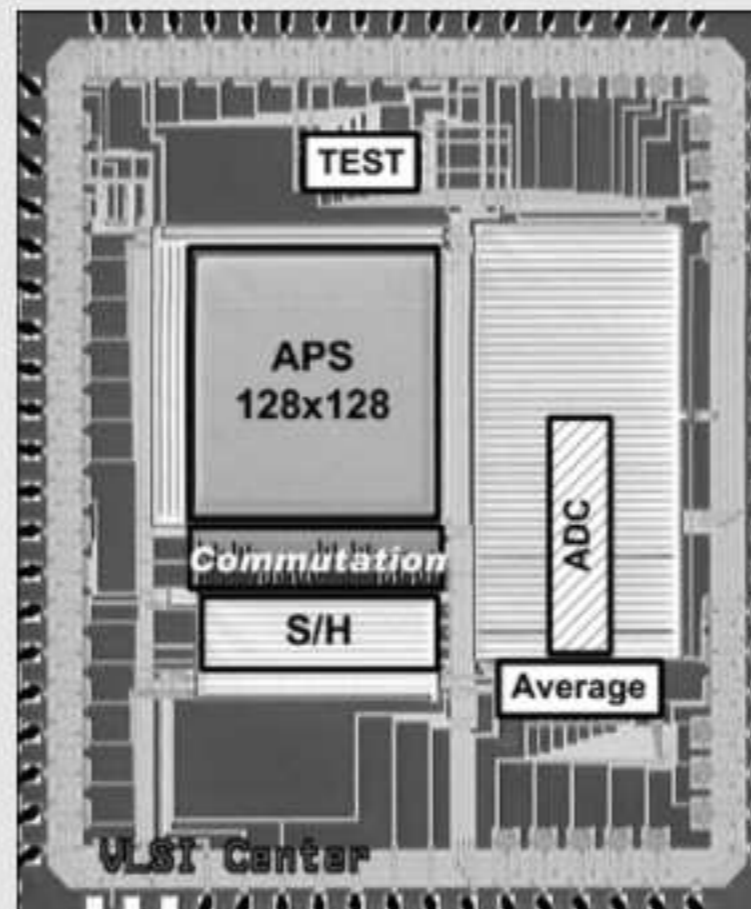 TEST
APS
128x128
Commutation
S/H
ADC
Average
VLSI Center